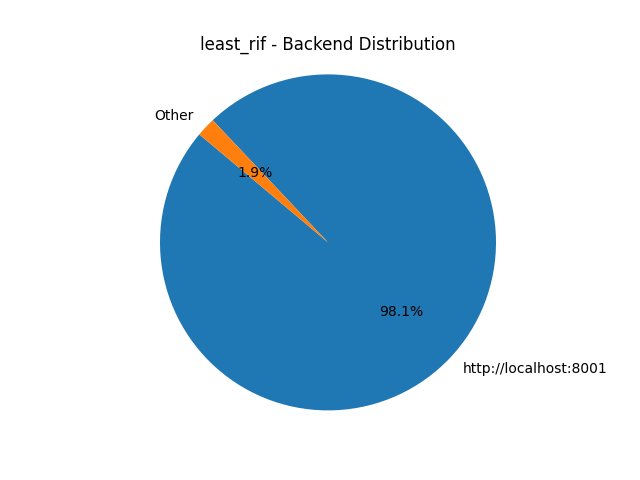 least_rif - Backend Distribution
Other
1.9%
98.1%
http://localhost:8001